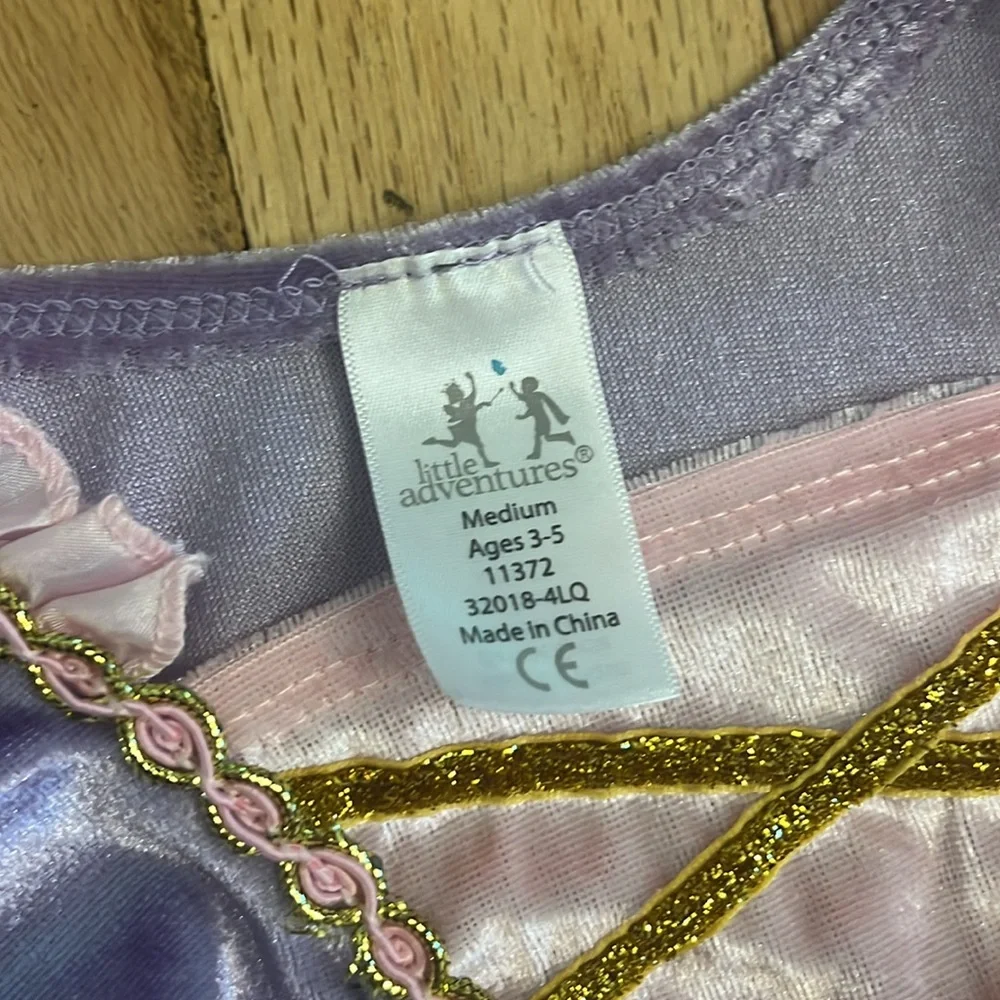 little
adventures®
Medium
Ages 3-5
11372
32018-4LQ
Made in China
CE